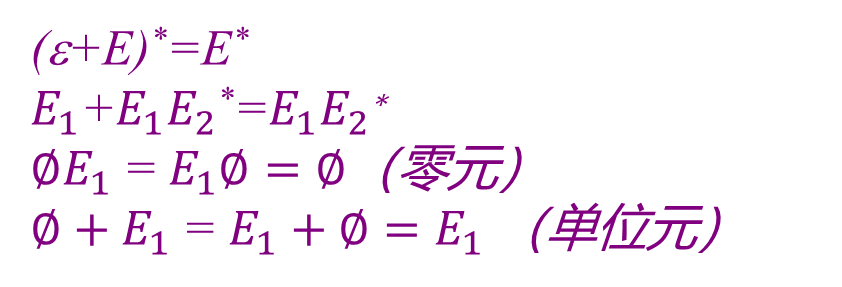 (ε+E)*=E*
E₁+E₁E₂*=E₁E₂*
∅E₁ = E₁∅ = ∅ (零元)
∅ + E₁ = E₁ + ∅ = E₁ (单位元)